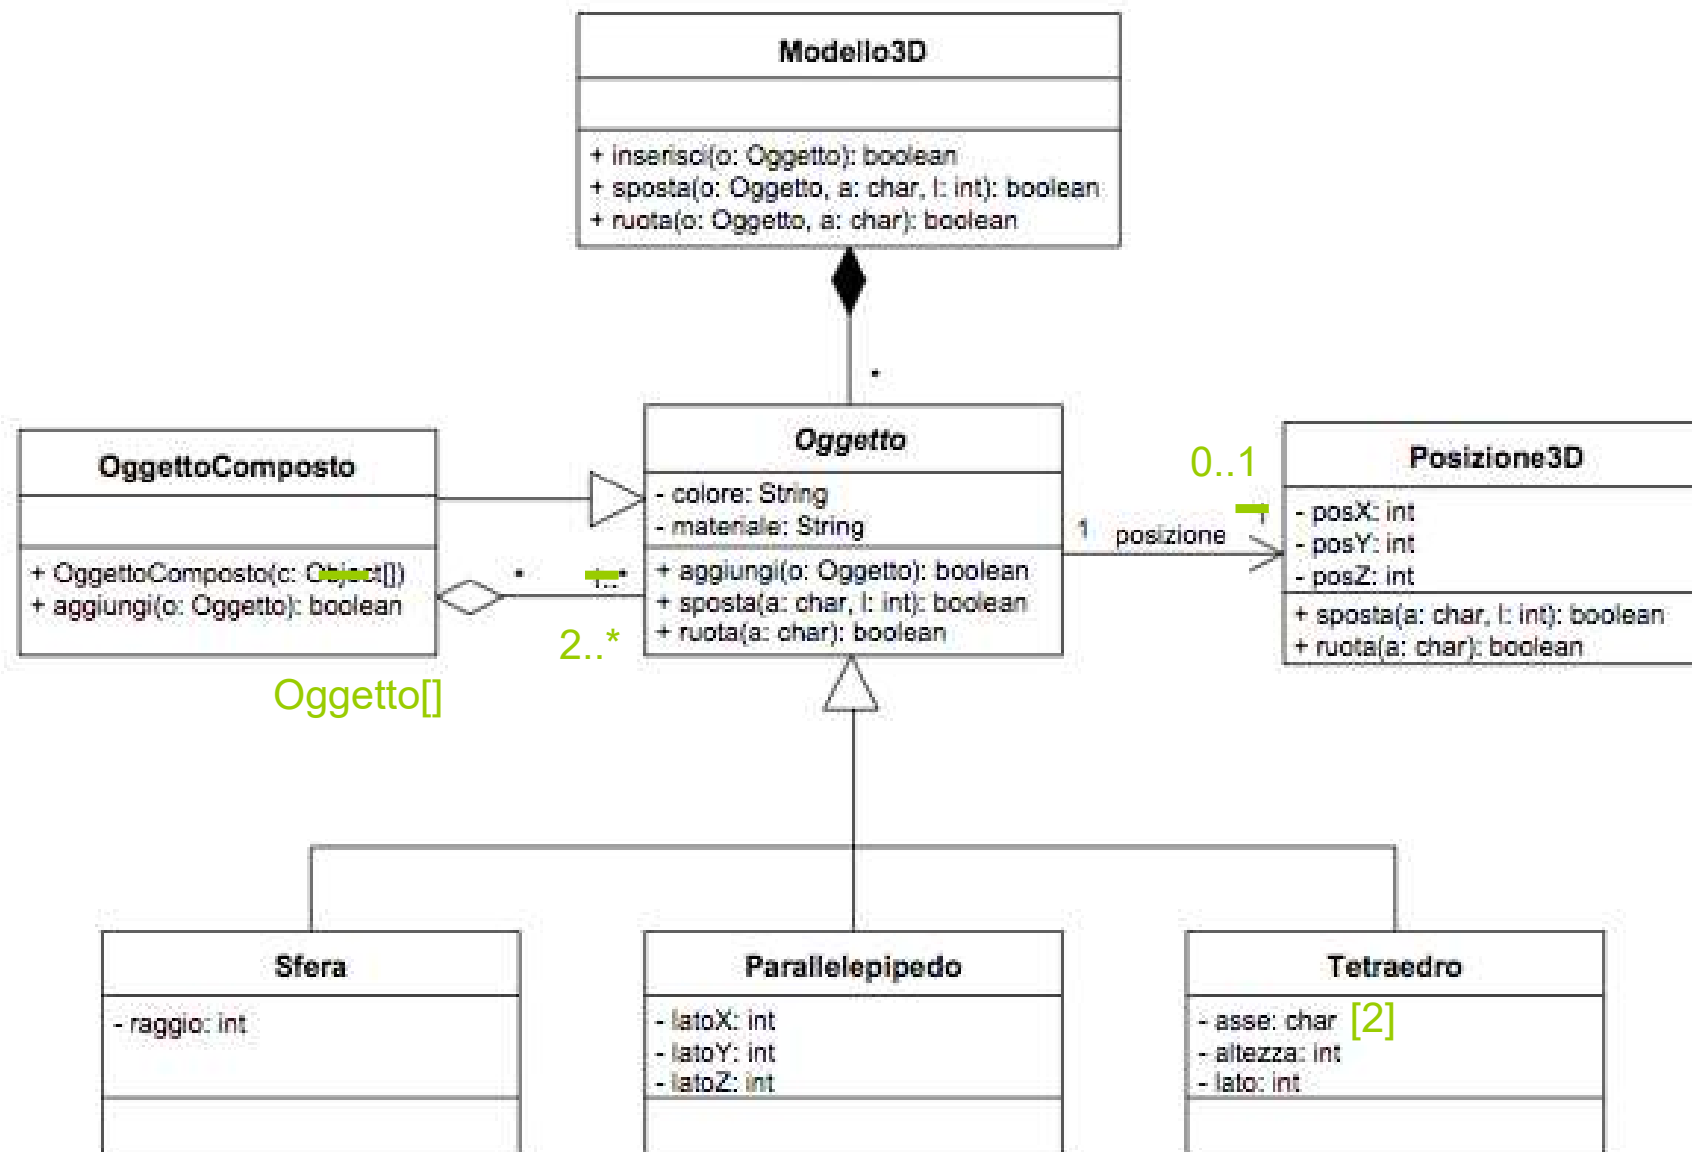 Modello3D
+ inserisci(o: Oggetto): boolean
+ sposta(o: Oggetto, a: char, l: int): boolean
+ ruota(o: Oggetto, a: char): boolean
*
OggettoComposto
+ OggettoComposto(c: Object[])
+ aggiungi(o: Oggetto): boolean
Oggetto[]
*
1..*
2..*
Oggetto
- colore: String
- materiale: String
+ aggiungi(o: Oggetto): boolean
+ sposta(a: char, l: int): boolean
+ ruota(a: char): boolean
1
posizione
0..1
1
Posizione3D
- posX: int
- posY: int
- posZ: int
+ sposta(a: char, l: int): boolean
+ ruota(a: char): boolean
Sfera
- raggio: int
Parallelepipedo
- latoX: int
- latoY: int
- latoZ: int
Tetraedro
- asse: char [2]
- altezza: int
- lato: int